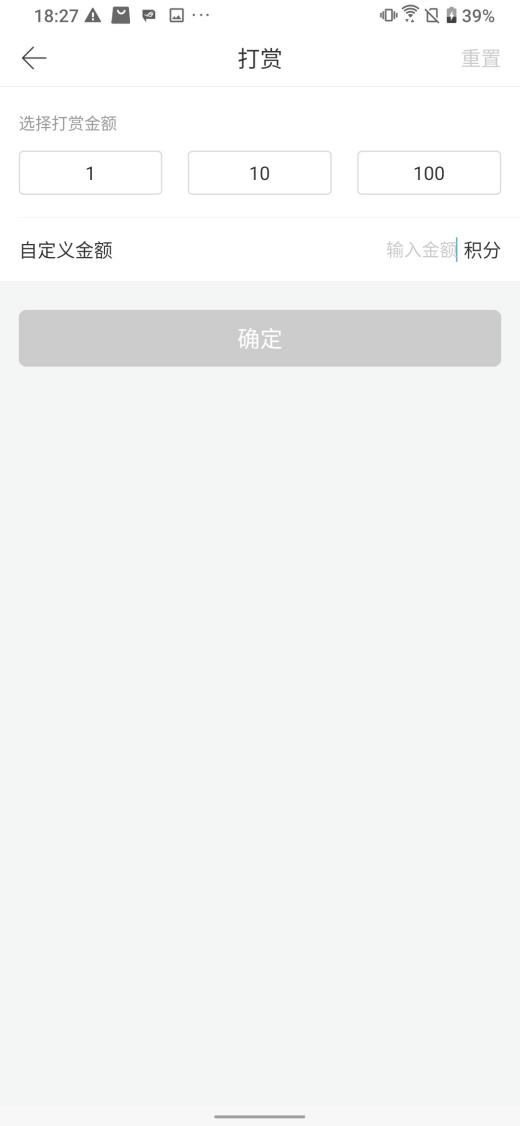 18:27 39%
打赏 重置
选择打赏金额
1 10 100
自定义金额 输入金额 积分
确定